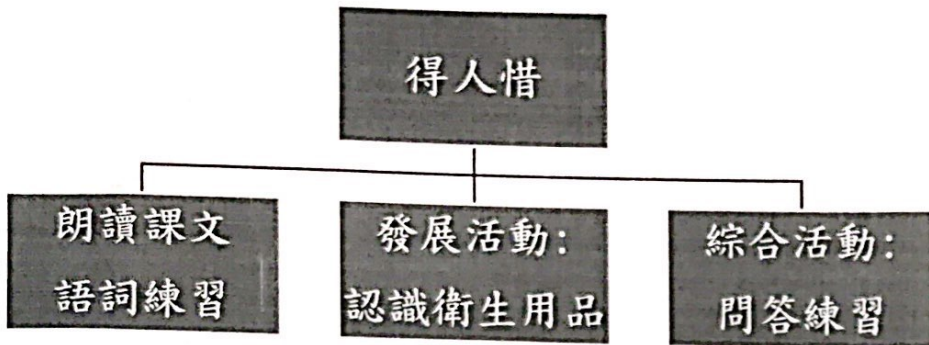 得人惜
朗讀課文
語詞練習
發展活動:
認識衛生用品
綜合活動:
問答練習